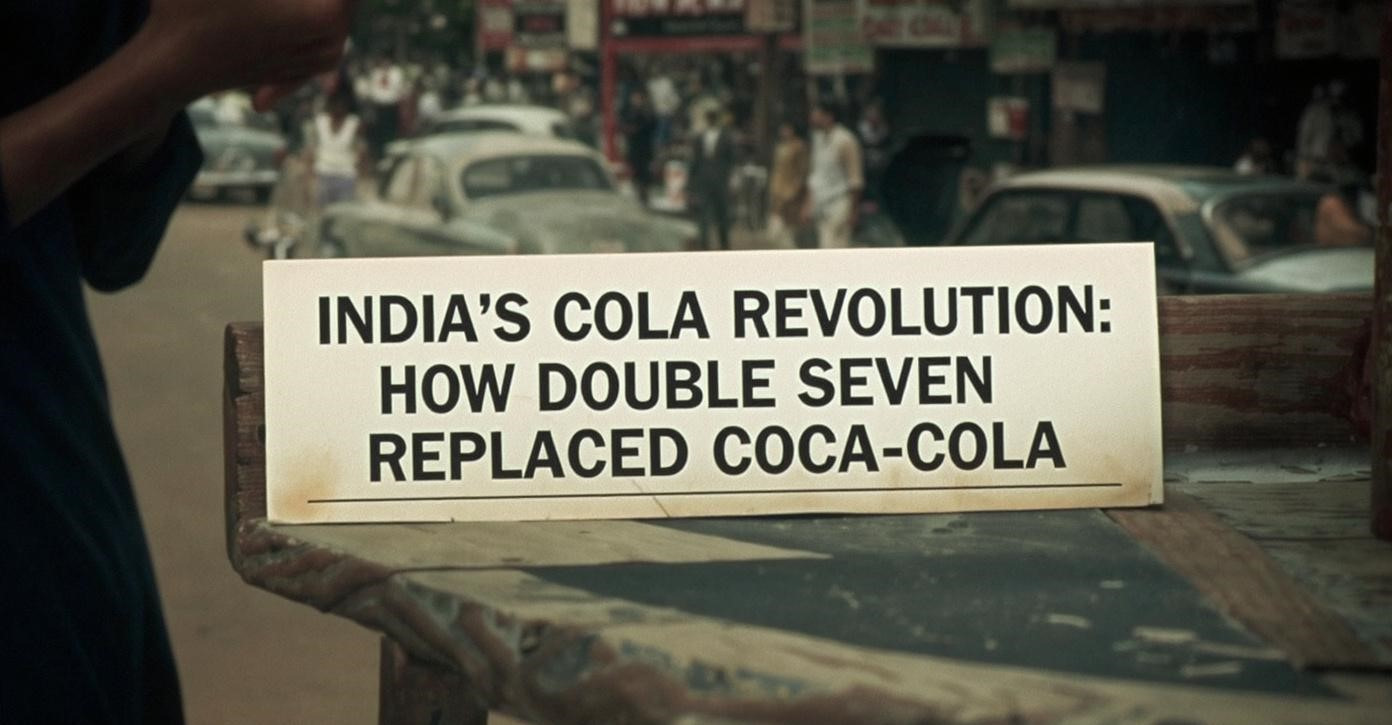 INDIA’S COLA REVOLUTION:
HOW DOUBLE SEVEN
REPLACED COCA-COLA